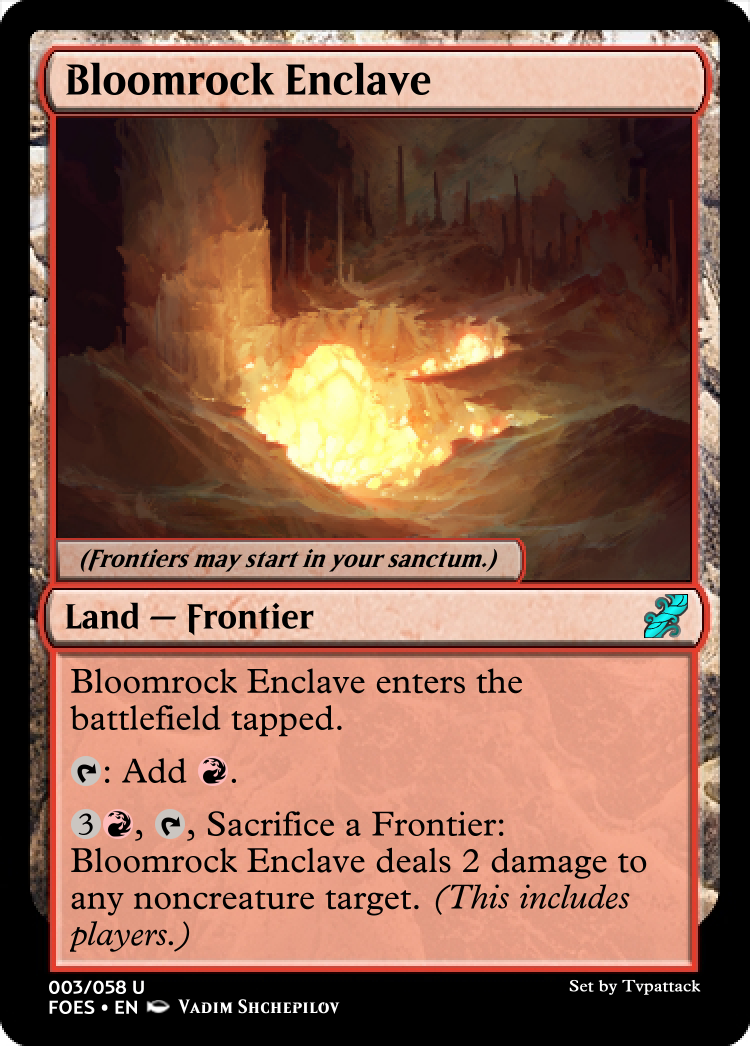 Bloomrock Enclave
(Frontiers may start in your sanctum.)
Land — Frontier
Bloomrock Enclave enters the
battlefield tapped.
: Add .
3, , Sacrifice a Frontier:
Bloomrock Enclave deals 2 damage to
any noncreature target. (This includes
players.)
003/058 U
Set by Tvpattack
FOES • EN Vadim Shchepilov